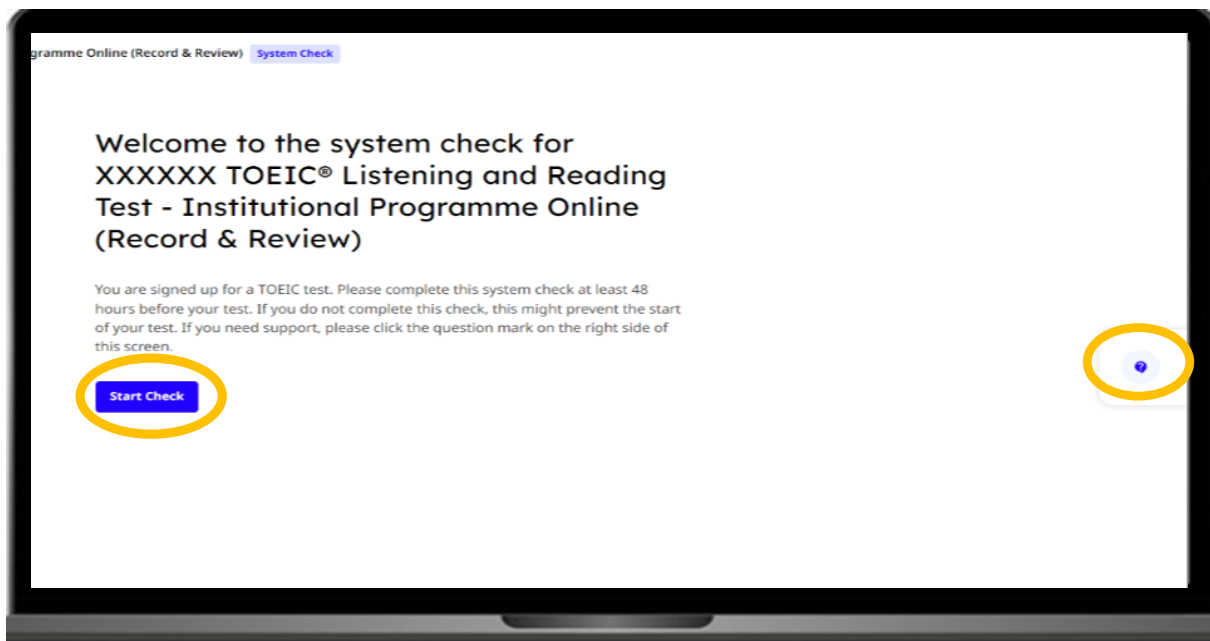 gramme Online (Record & Review) System Check
Welcome to the system check for
XXXXXX TOEIC® Listening and Reading
Test - Institutional Programme Online
(Record & Review)
You are signed up for a TOEIC test. Please complete this system check at least 48
hours before your test. If you do not complete this check, this might prevent the start
of your test. If you need support, please click the question mark on the right side of
this screen.
?
Start Check